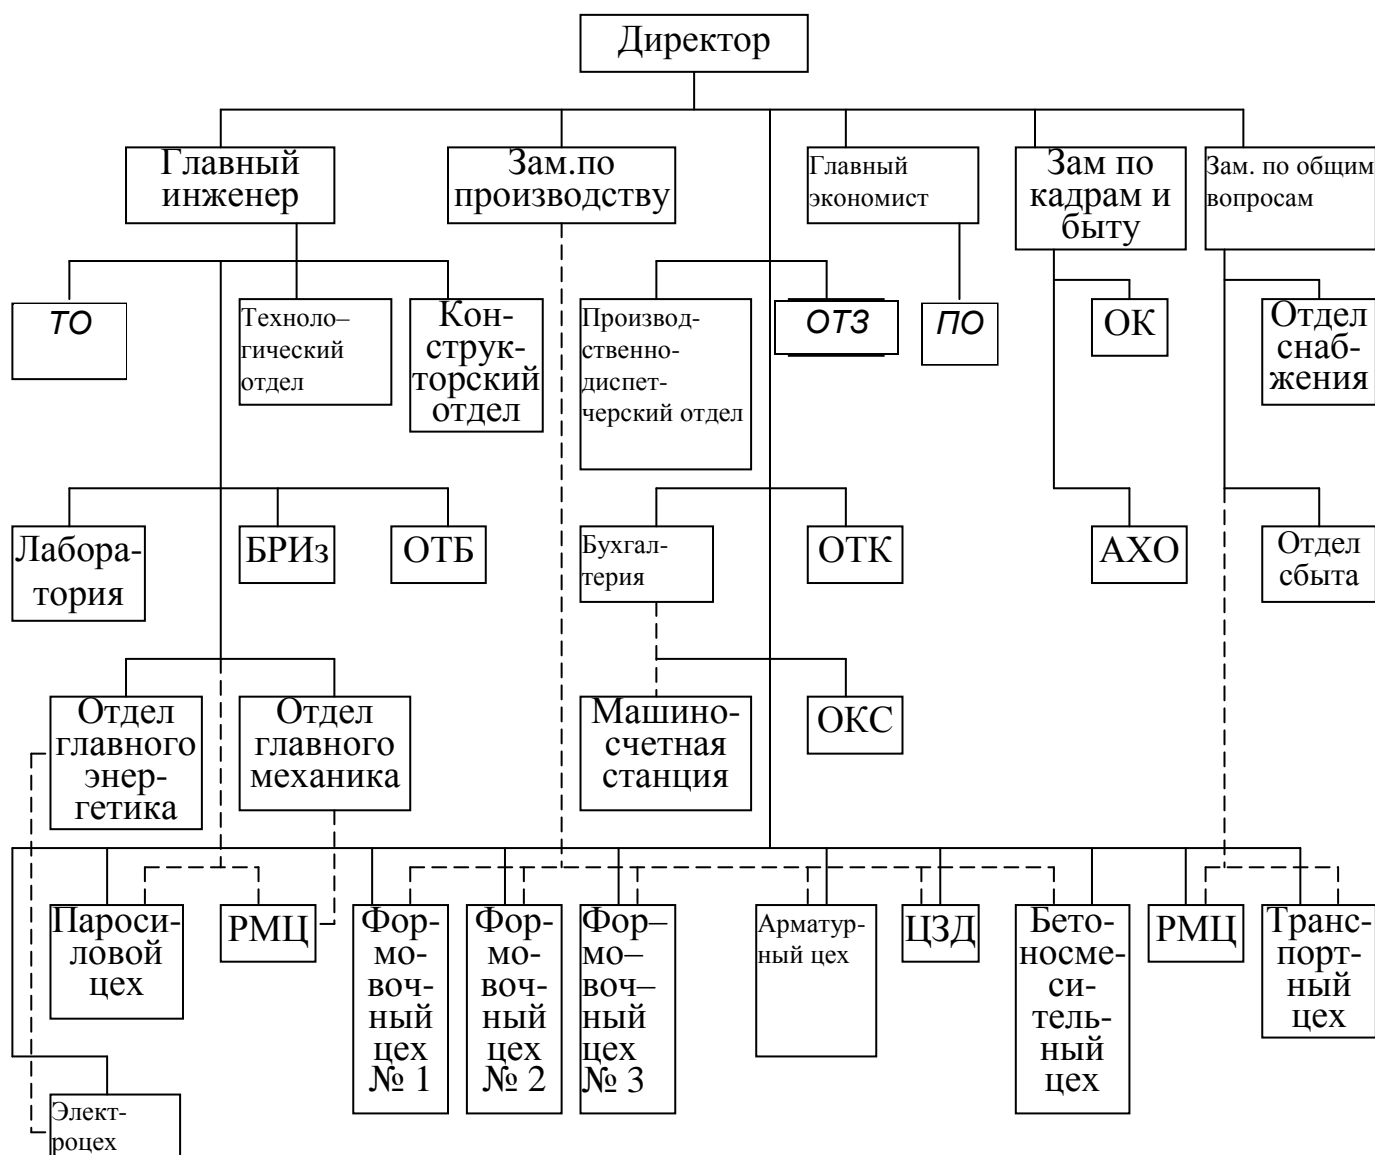 Директор
Главный
инженер
Зам.по
производству
Главный
экономист
Зам по
кадрам и
быту
Зам. по общим
вопросам
ТО
Техноло–
гический
отдел
Кон-
струк-
торский
отдел
Производ-
ственно-
диспет-
черский отдел
ОТЗ
ПО
ОК
Отдел
снаб-
жения
Лабора-
тория
БРИз
ОТБ
Бухгал-
терия
ОТК
АХО
Отдел
сбыта
Отдел
главного
энер-
гетика
Отдел
главного
механика
Машино-
счетная
станция
ОКС
Пароси-
ловой
цех
РМЦ
Фор-
мо-
воч-
ный
цех
№ 1
Фор-
мо-
воч-
ный
цех
№ 2
Фор–
мо–
воч–
ный
цех
№ 3
Арматур-
ный цех
ЦЗД
Бето-
носме-
си-
тель-
ный
цех
РМЦ
Транс-
порт-
ный
цех
Элект-
роцех